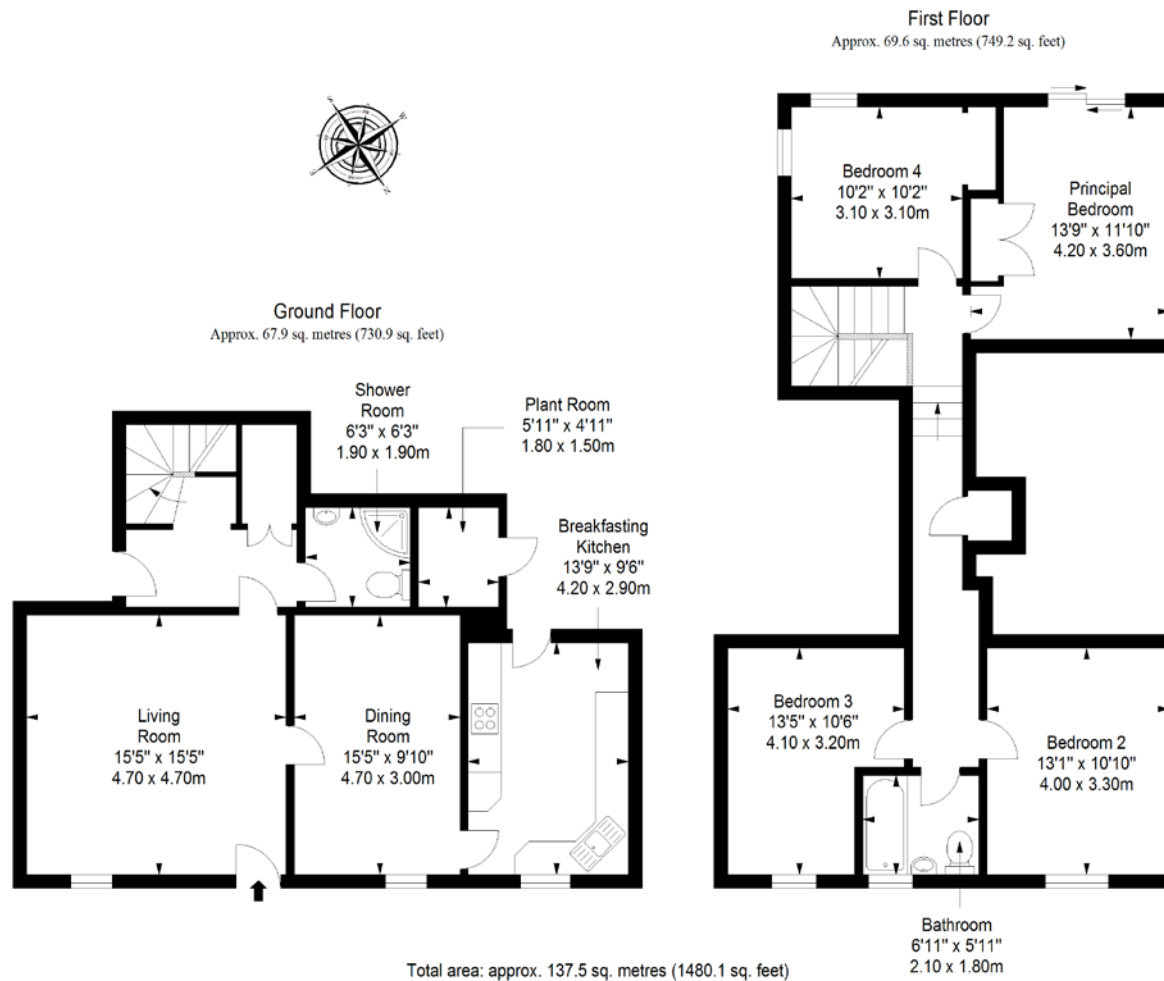 First Floor
Approx. 69.6 sq. metres (749.2 sq. feet)
S
W
N
Bedroom 4
10'2" x 10'2"
3.10 x 3.10m
Principal
Bedroom
13'9" x 11'10"
4.20 x 3.60m
Ground Floor
Approx. 67.9 sq. metres (730.9 sq. feet)
Shower
Room
6'3" x 6'3"
1.90 x 1.90m
Plant Room
5'11" x 4'11"
1.80 x 1.50m
Breakfasting
Kitchen
13'9" x 9'6"
4.20 x 2.90m
Living
Room
15'5" x 15'5"
4.70 x 4.70m
Dining
Room
15'5" x 9'10"
4.70 x 3.00m
Bedroom 3
13'5" x 10'6"
4.10 x 3.20m
Bedroom 2
13'1" x 10'10"
4.00 x 3.30m
Bathroom
6'11" x 5'11"
2.10 x 1.80m
Total area: approx. 137.5 sq. metres (1480.1 sq. feet)